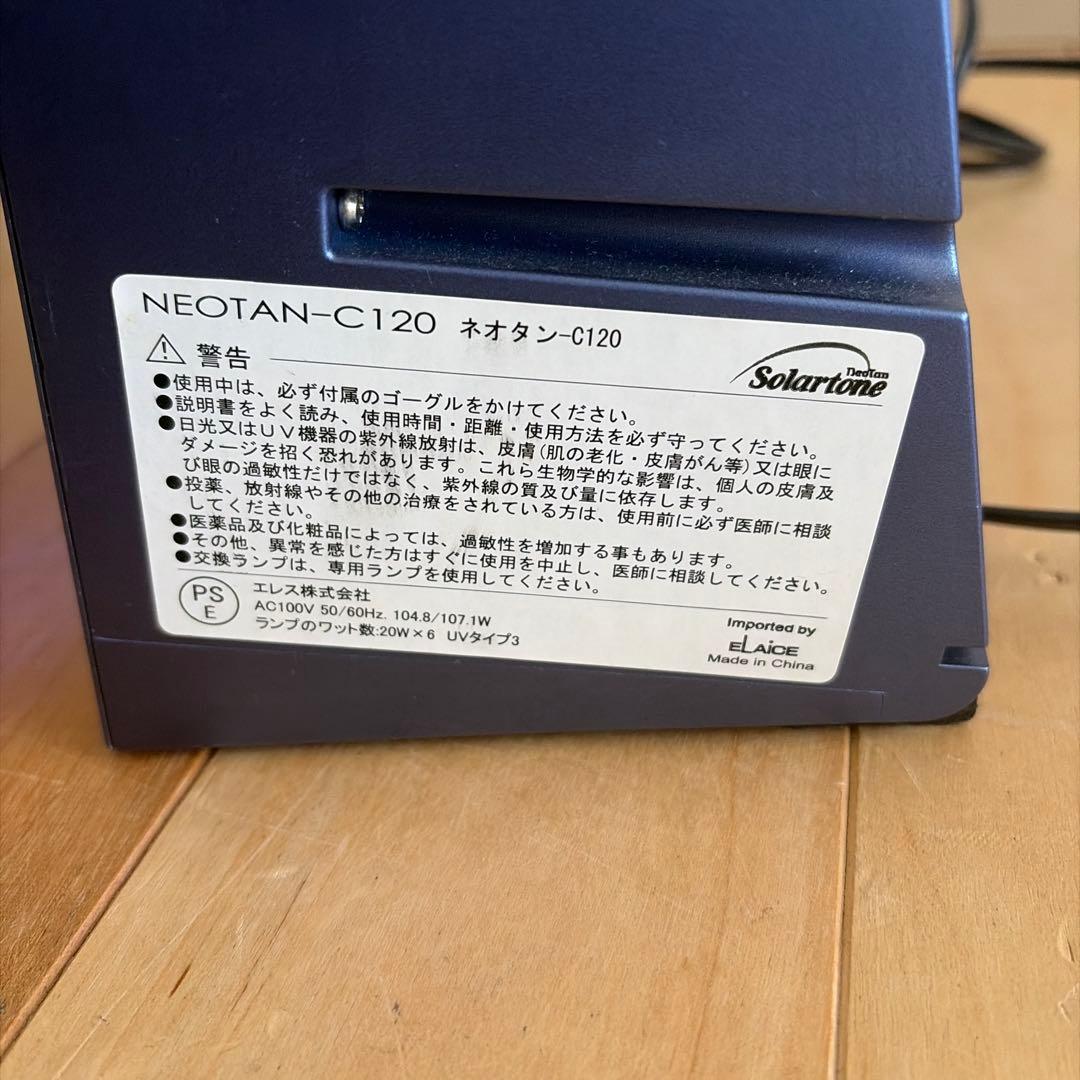 NEOTAN-C120 ネオタン-C120
警告
NeoTan
Solartone
●使用中は、必ず付属のゴーグルをかけてください。
●説明書をよく読み、使用時間・距離・使用方法を必ず守ってください。
●日光又はUV機器の紫外線放射は、皮膚(肌の老化・皮膚がん等)又は眼に
ダメージを招く恐れがあります。これら生物学的な影響は、個人の皮膚及
び眼の過敏性だけではなく、紫外線の質及び量に依存します。
●投薬、放射線やその他の治療をされている方は、使用前に必ず医師に相談
してください。
●医薬品及び化粧品によっては、過敏性を増加する事もあります。
●その他、異常を感じた方はすぐに使用を中止し、医師に相談してください。
●交換ランプは、専用ランプを使用してください。
PS
E
エレス株式会社
AC100V 50/60Hz. 104.8/107.1W
ランプのワット数:20W×6 UVタイプ3
Imported by
ELAiCE
Made in China